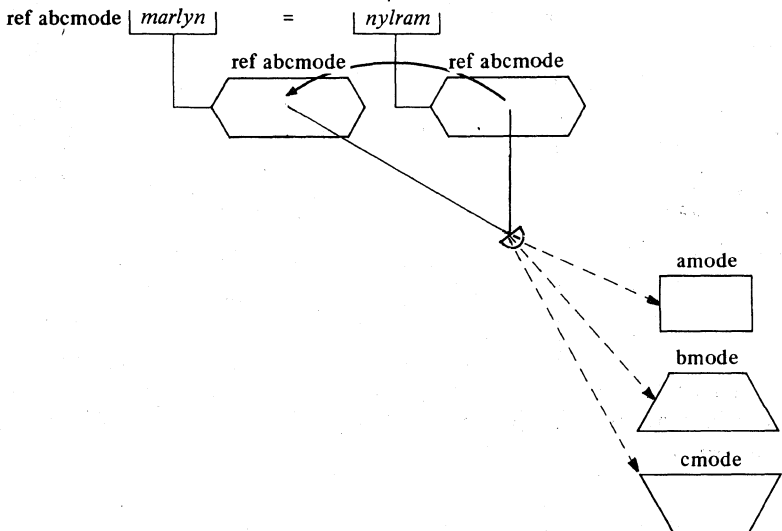 ref abcmode marlyn = nylram
ref abcmode ref abcmode
amode
bmode
cmode